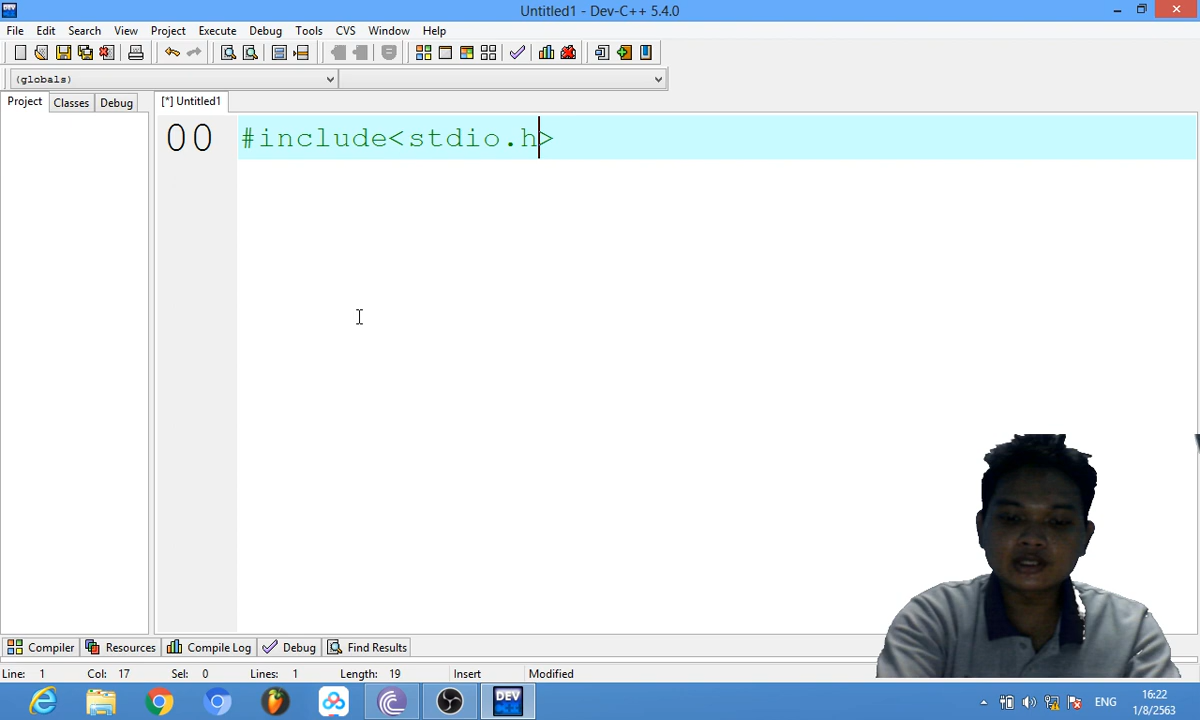 Untitled1 - Dev-C++ 5.4.0
File Edit Search View Project Execute Debug Tools CVS Window Help
(globals)
Project Classes Debug [*] Untitled1
00 #include<stdio.h>
Compiler Resources Compile Log Debug Find Results
Line: 1 Col: 17 Sel: 0 Lines: 1 Length: 19 Insert Modified
DEV C++
ENG
16:22
1/8/2563